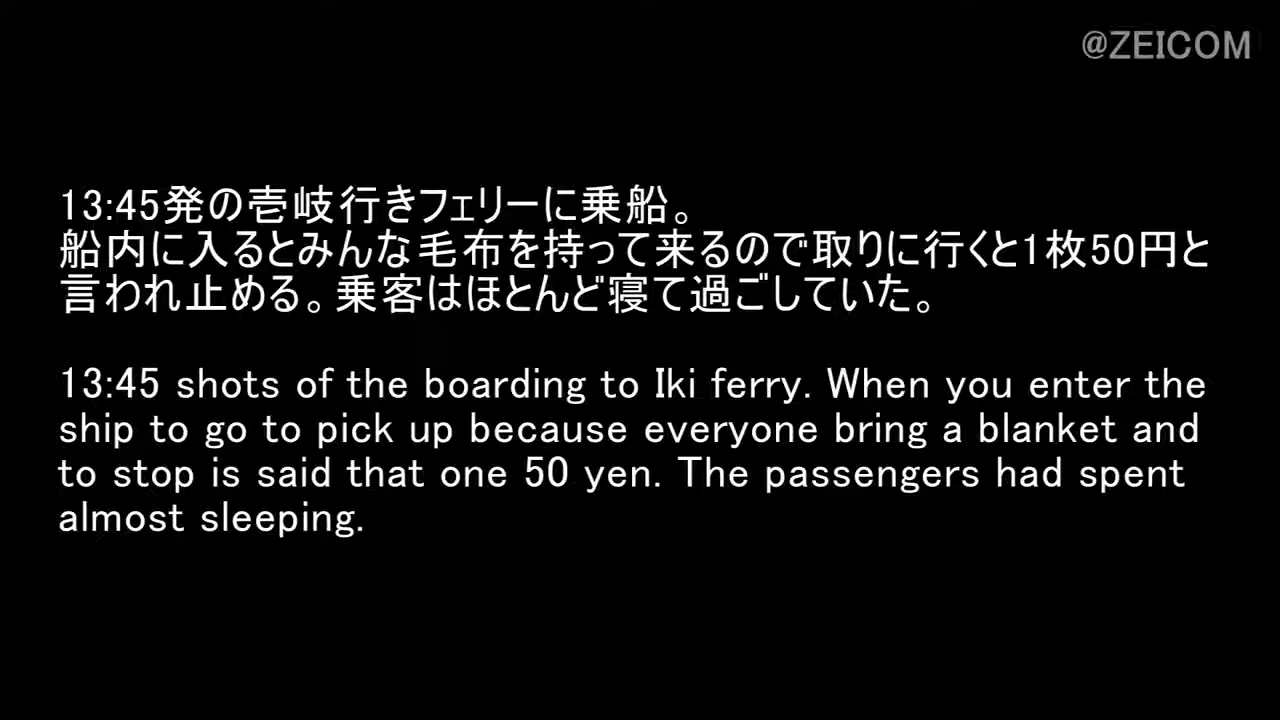 @ZEICOM
13:45発の壱岐行きフェリーに乗船。
船内に入るとみんな毛布を持って来るので取りに行くと1枚50円と
言われ止める。乗客はほとんど寝て過ごしていた。
13:45 shots of the boarding to Iki ferry. When you enter the
ship to go to pick up because everyone bring a blanket and
to stop is said that one 50 yen. The passengers had spent
almost sleeping.